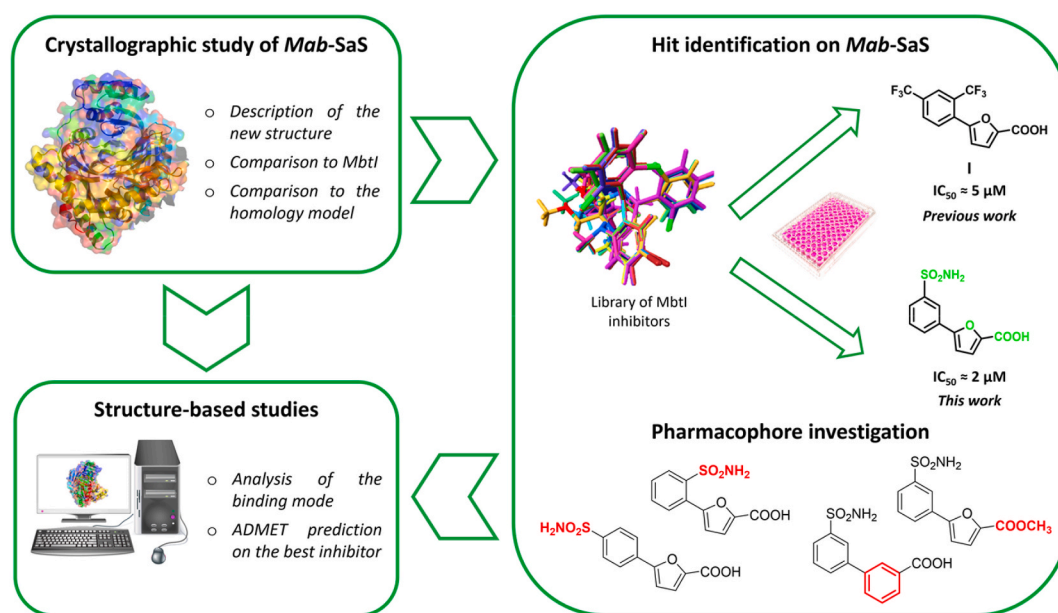 Crystallographic study of Mab-SaS
○ Description of the
new structure
○ Comparison to MbtI
○ Comparison to the
homology model
Hit identification on Mab-SaS
Library of MbtI
inhibitors
F₃C
CF₃
O
COOH
I
IC₅₀ ≈ 5 µM
Previous work
SO₂NH₂
O
COOH
IC₅₀ ≈ 2 µM
This work
Pharmacophore investigation
SO₂NH₂
O
COOH
H₂NO₂S
O
COOH
SO₂NH₂
COOH
SO₂NH₂
O
COOCH₃
Structure-based studies
○ Analysis of the
binding mode
○ ADMET prediction
on the best inhibitor